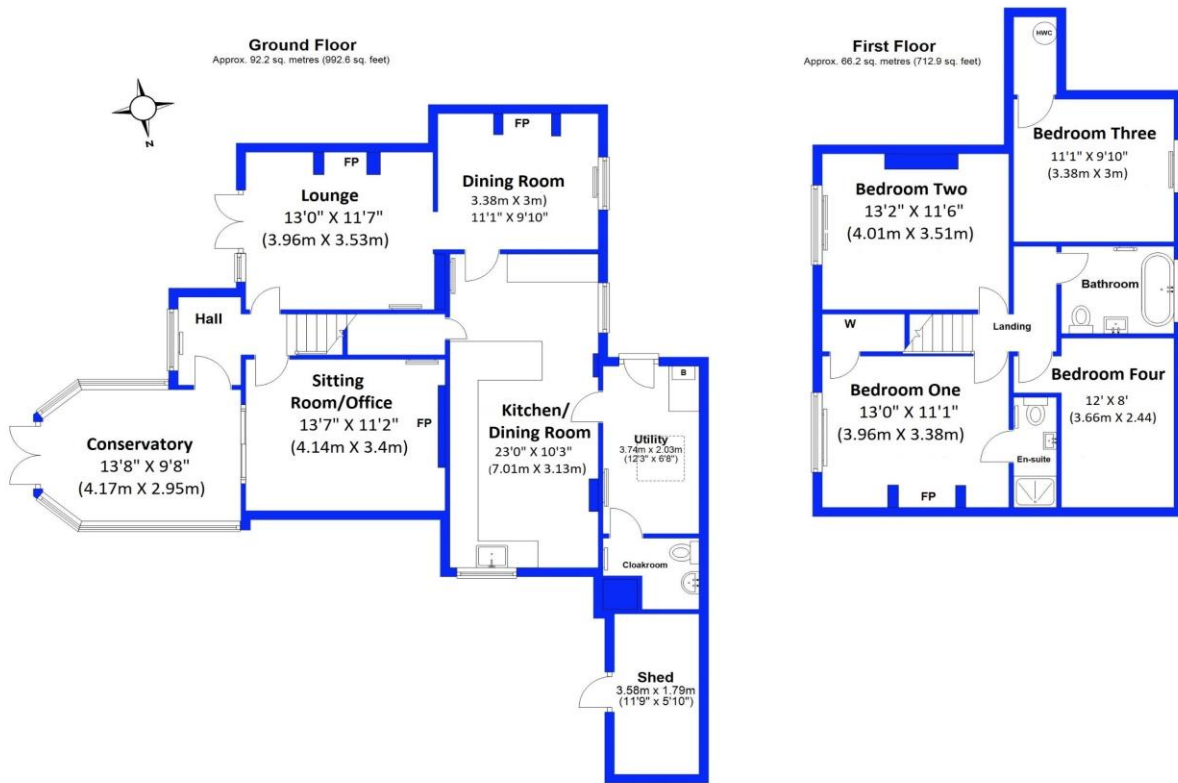 Ground Floor
Approx. 92.2 sq. metres (992.6 sq. feet)
N
FP
Dining Room
3.38m X 3m)
11'1" X 9'10"
FP
Lounge
13'0" X 11'7"
(3.96m X 3.53m)
Hall
Sitting
Room/Office
13'7" X 11'2"
(4.14m X 3.4m)
FP
Conservatory
13'8" X 9'8"
(4.17m X 2.95m)
Kitchen/
Dining Room
23'0" X 10'3"
(7.01m X 3.13m)
B
Utility
3.74m x 2.03m
(12'3" x 6'8")
Cloakroom
Shed
3.58m x 1.79m
(11'9" x 5'10")
First Floor
Approx. 66.2 sq. metres (712.9 sq. feet)
HWC
Bedroom Three
11'1" X 9'10"
(3.38m X 3m)
Bedroom Two
13'2" X 11'6"
(4.01m X 3.51m)
Bathroom
W
Landing
Bedroom One
13'0" X 11'1"
(3.96m X 3.38m)
FP
Bedroom Four
12' X 8'
(3.66m X 2.44)
En-suite